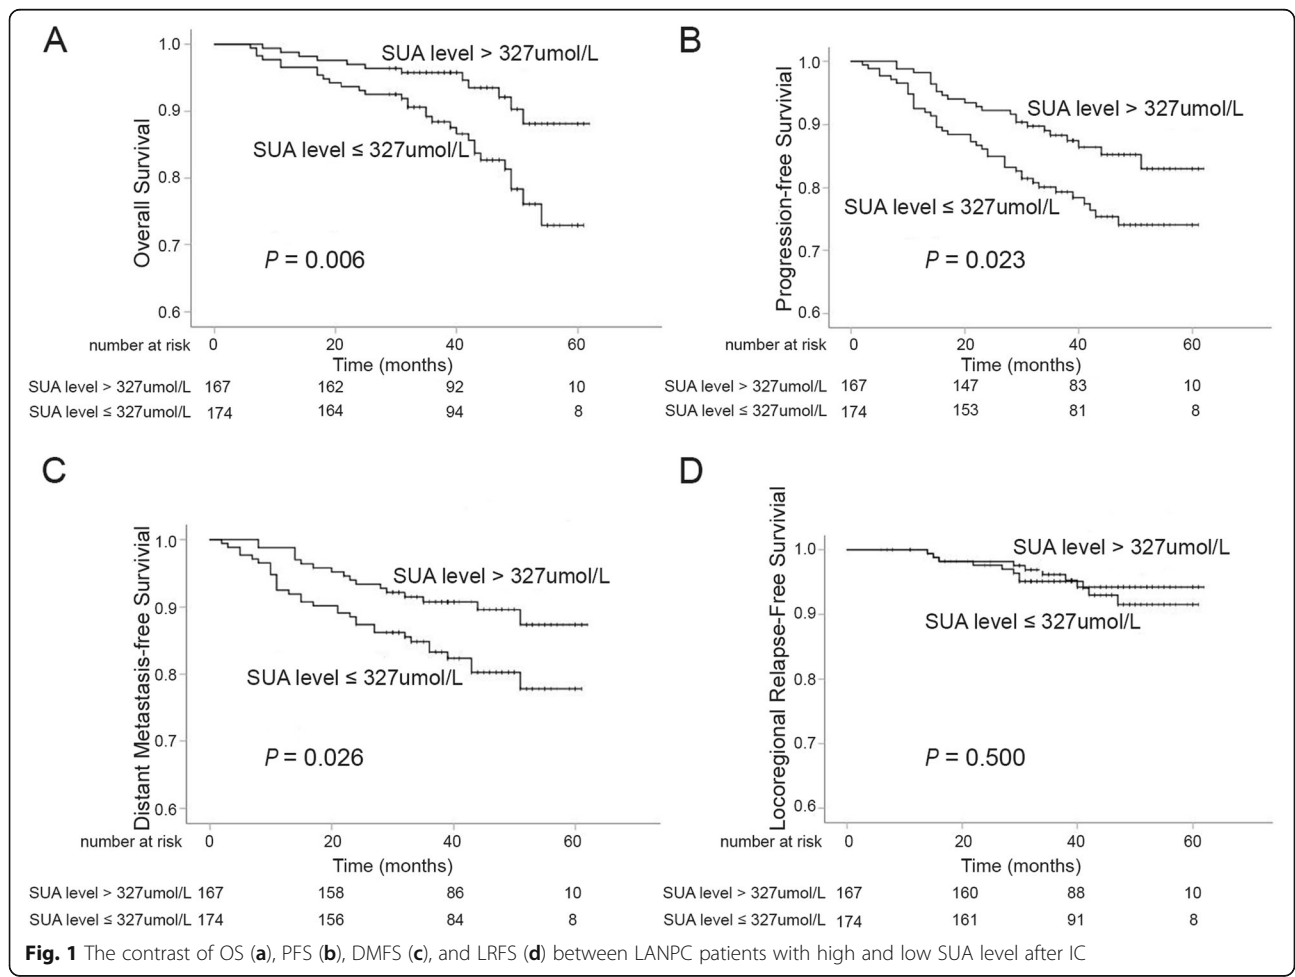 A
1.0
0.9
0.8
0.7
0.6
Overall Survival
SUA level > 327umol/L
SUA level ≤ 327umol/L
P = 0.006
number at risk 0 20 40 60
Time (months)
SUA level > 327umol/L 167 162 92 10
SUA level ≤ 327umol/L 174 164 94 8
B
1.0
0.9
0.8
0.7
0.6
Progression-free Survivial
SUA level > 327umol/L
SUA level ≤ 327umol/L
P = 0.023
number at risk 0 20 40 60
Time (months)
SUA level > 327umol/L 167 147 83 10
SUA level ≤ 327umol/L 174 153 81 8
C
1.0
0.9
0.8
0.7
0.6
Distant Metastasis-free Survivial
SUA level > 327umol/L
SUA level ≤ 327umol/L
P = 0.026
number at risk 0 20 40 60
Time (months)
SUA level > 327umol/L 167 158 86 10
SUA level ≤ 327umol/L 174 156 84 8
D
1.0
0.9
0.8
0.7
0.6
Locoregional Relapse-Free Survivial
SUA level > 327umol/L
SUA level ≤ 327umol/L
P = 0.500
number at risk 0 20 40 60
Time (months)
SUA level > 327umol/L 167 160 88 10
SUA level ≤ 327umol/L 174 161 91 8
Fig. 1 The contrast of OS (a), PFS (b), DMFS (c), and LRFS (d) between LANPC patients with high and low SUA level after IC